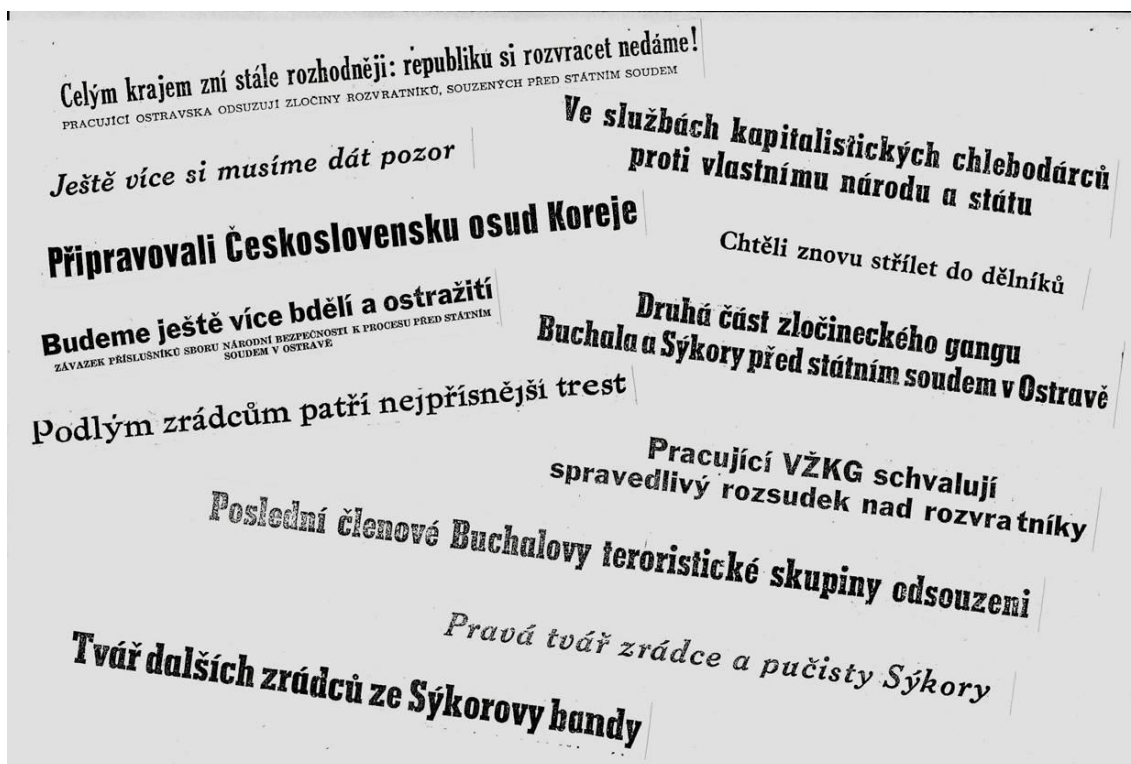 Celým krajem zní stále rozhodněji: republiku si rozvracet nedáme!
PRACUJÍCÍ OSTRAVSKA ODSUZUJÍ ZLOČINY ROZVRATNÍKŮ, SOUZENÝCH PŘED STÁTNÍM SOUDEM
Ještě více si musíme dát pozor
Ve službách kapitalistických chlebodárců
proti vlastnímu národu a státu
Připravovali Československu osud Koreje
Chtěli znovu střílet do dělníků
Budeme ještě více bdělí a ostražití
ZÁVAZEK PŘÍSLUŠNÍKŮ SBORU NÁRODNÍ BEZPEČNOSTI K PROCESU PŘED STÁTNÍM
SOUDEM V OSTRAVĚ
Druhá část zločineckého gangu
Buchala a Sýkory před státním soudem v Ostravě
Podlým zrádcům patří nejpřísnější trest
Pracující VŽKG schvalují
spravedlivý rozsudek nad rozvratníky
Poslední členové Buchalovy teroristické skupiny odsouzeni
Pravá tvář zrádce a pučisty Sýkory
Tvář dalších zrádců ze Sýkorovy bandy